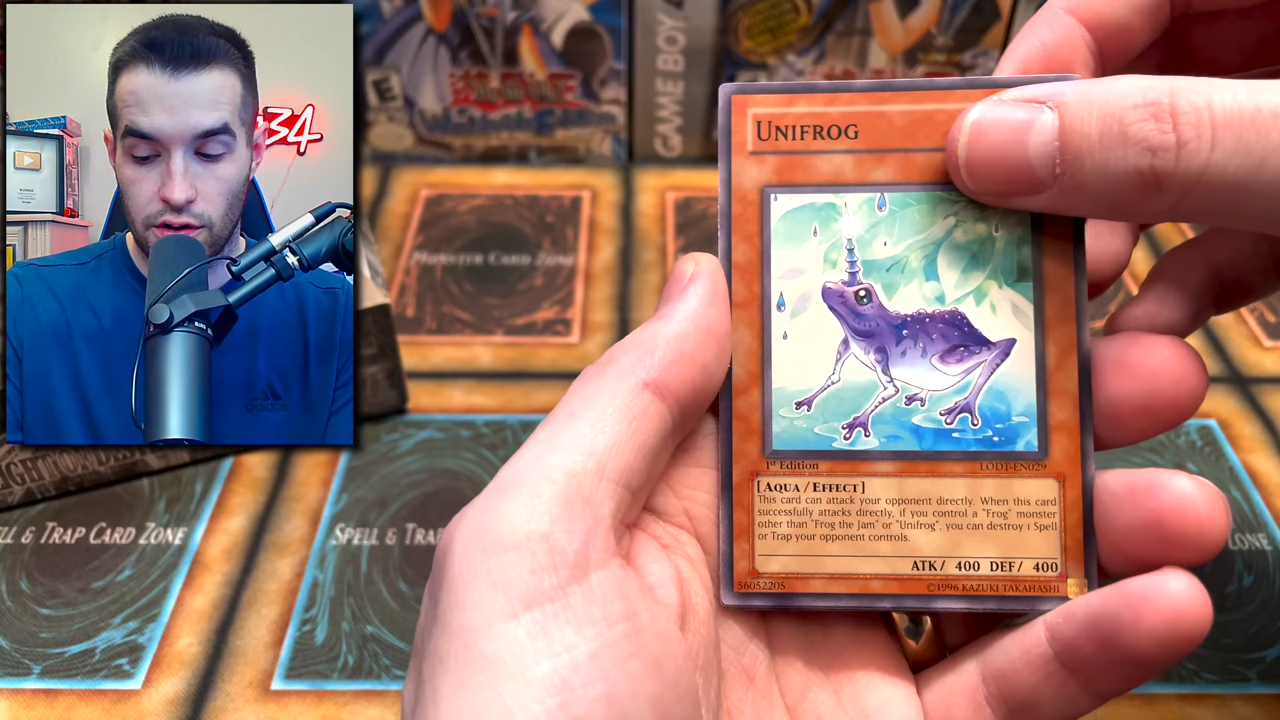 34
adidas
GAME BOY
MONSTER CARD ZONE
UNIFROG
1st Edition
LODT-EN029
[AQUA / EFFECT]
This card can attack your opponent directly. When this card
successfully attacks directly, if you control a "Frog" monster
other than "Frog the Jam" or "Unifrog", you can destroy 1 Spell
or Trap your opponent controls.
ATK/ 400 DEF/ 400
56052205
©1996 KAZUKI TAKAHASHI
LL & TRAP CARD ZONE
SPELL & TRA
LONE